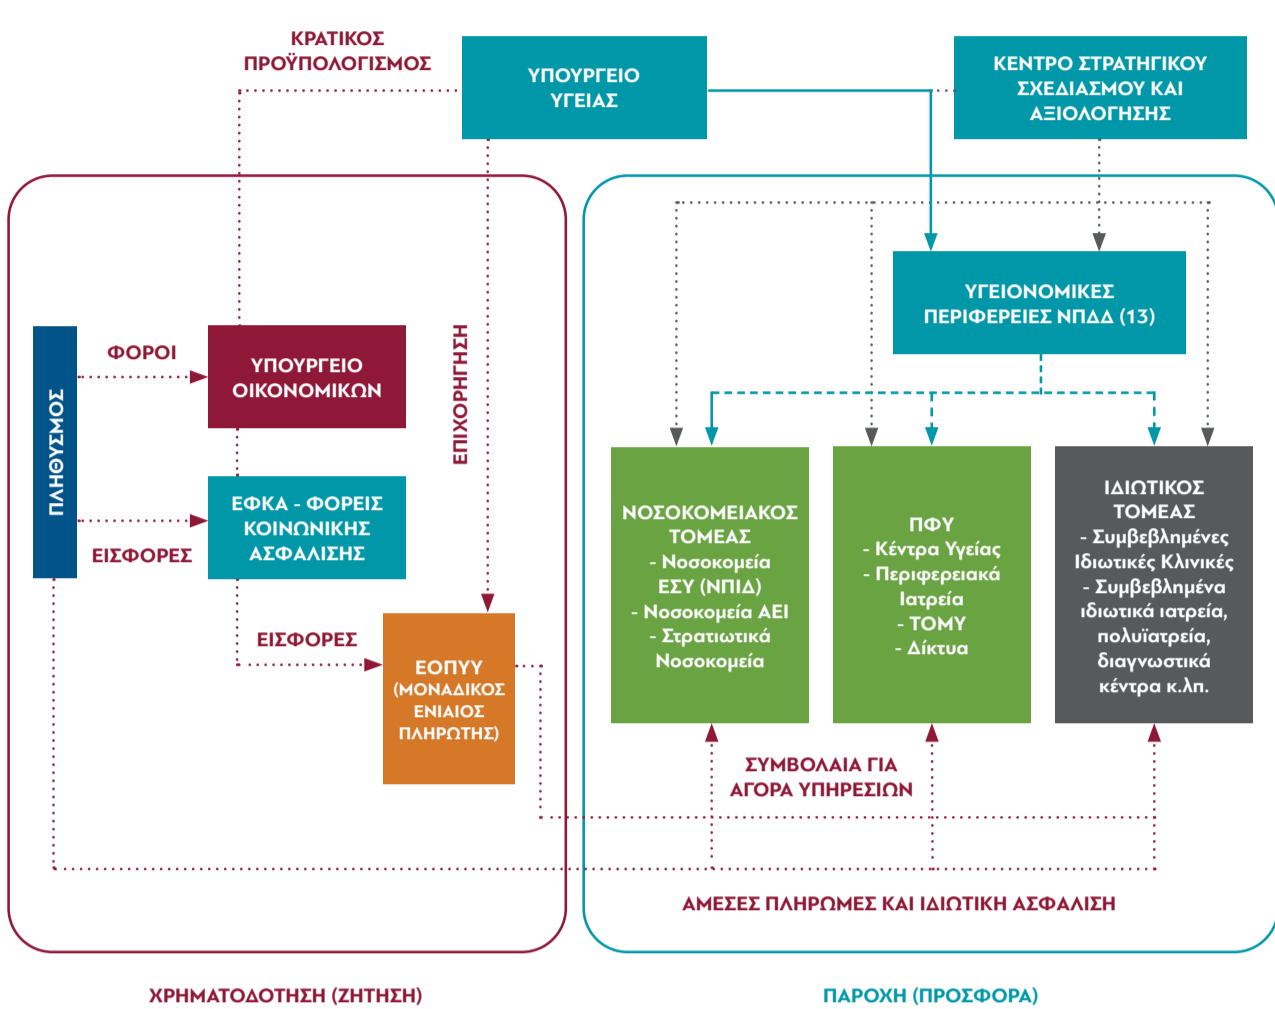 ΚΡΑΤΙΚΟΣ
ΠΡΟΫΠΟΛΟΓΙΣΜΟΣ
ΥΠΟΥΡΓΕΙΟ
ΥΓΕΙΑΣ
ΚΕΝΤΡΟ ΣΤΡΑΤΗΓΙΚΟΥ
ΣΧΕΔΙΑΣΜΟΥ ΚΑΙ
ΑΞΙΟΛΟΓΗΣΗΣ
ΥΓΕΙΟΝΟΜΙΚΕΣ
ΠΕΡΙΦΕΡΕΙΕΣ ΝΠΔΔ (13)
ΠΛΗΘΥΣΜΟΣ
ΦΟΡΟΙ
ΥΠΟΥΡΓΕΙΟ
ΟΙΚΟΝΟΜΙΚΩΝ
ΕΠΙΧΟΡΗΓΗΣΗ
ΕΙΣΦΟΡΕΣ
ΕΦΚΑ - ΦΟΡΕΙΣ
ΚΟΙΝΩΝΙΚΗΣ
ΑΣΦΑΛΙΣΗΣ
ΕΙΣΦΟΡΕΣ
ΕΟΠΥΥ
(ΜΟΝΑΔΙΚΟΣ
ΕΝΙΑΙΟΣ
ΠΛΗΡΩΤΗΣ)
ΝΟΣΟΚΟΜΕΙΑΚΟΣ
ΤΟΜΕΑΣ
- Νοσοκομεία
ΕΣΥ (ΝΠΙΔ)
- Νοσοκομεία ΑΕΙ
- Στρατιωτικά
Νοσοκομεία
ΠΦΥ
- Κέντρα Υγείας
- Περιφερειακά
Ιατρεία
- ΤΟΜΥ
- Δίκτυα
ΙΔΙΩΤΙΚΟΣ
ΤΟΜΕΑΣ
- Συμβεβλημένες
Ιδιωτικές Κλινικές
- Συμβεβλημένα
ιδιωτικά ιατρεία,
πολυϊατρεία,
διαγνωστικά
κέντρα κ.λπ.
ΣΥΜΒΟΛΑΙΑ ΓΙΑ
ΑΓΟΡΑ ΥΠΗΡΕΣΙΩΝ
ΑΜΕΣΕΣ ΠΛΗΡΩΜΕΣ ΚΑΙ ΙΔΙΩΤΙΚΗ ΑΣΦΑΛΙΣΗ
ΧΡΗΜΑΤΟΔΟΤΗΣΗ (ΖΗΤΗΣΗ)
ΠΑΡΟΧΗ (ΠΡΟΣΦΟΡΑ)